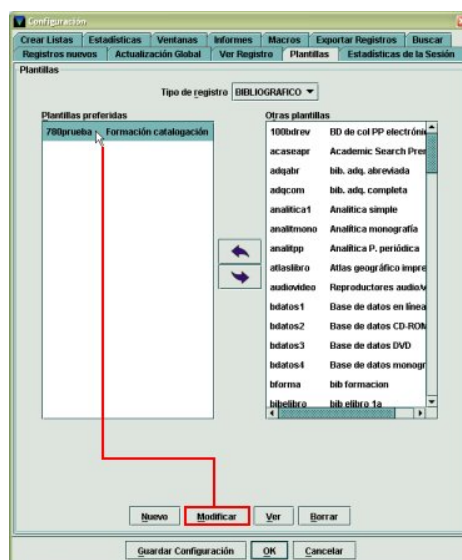 Configuración
Crear Listas Estadísticas Ventanas Informes Macros Exportar Registros Buscar
Registros nuevos Actualización Global Ver Registro Plantillas Estadísticas de la Sesión
Plantillas
Tipo de registro BIBLIOGRAFICO
Plantillas preferidas
780prueba Formación catalogación
Otras plantillas
100bdrev BD de col PP electróni
acaseapr Academic Search Prer
adqabr bib. adq. abreviada
adqcom bib. adq. completa
analitica1 Analítica simple
analitmono Analítica monografía
analitpp Analítica P. periódica
atlaslibro Atlas geográfico impre
audiovideo Reproductores audio/v
bdatos1 Base de datos en línea
bdatos2 Base de datos CD-ROM
bdatos3 Base de datos DVD
bdatos4 Base de datos monogr
bforma bib formacion
bibelibro bib elibro 1a
Nuevo Modificar Ver Borrar
Guardar Configuración OK Cancelar